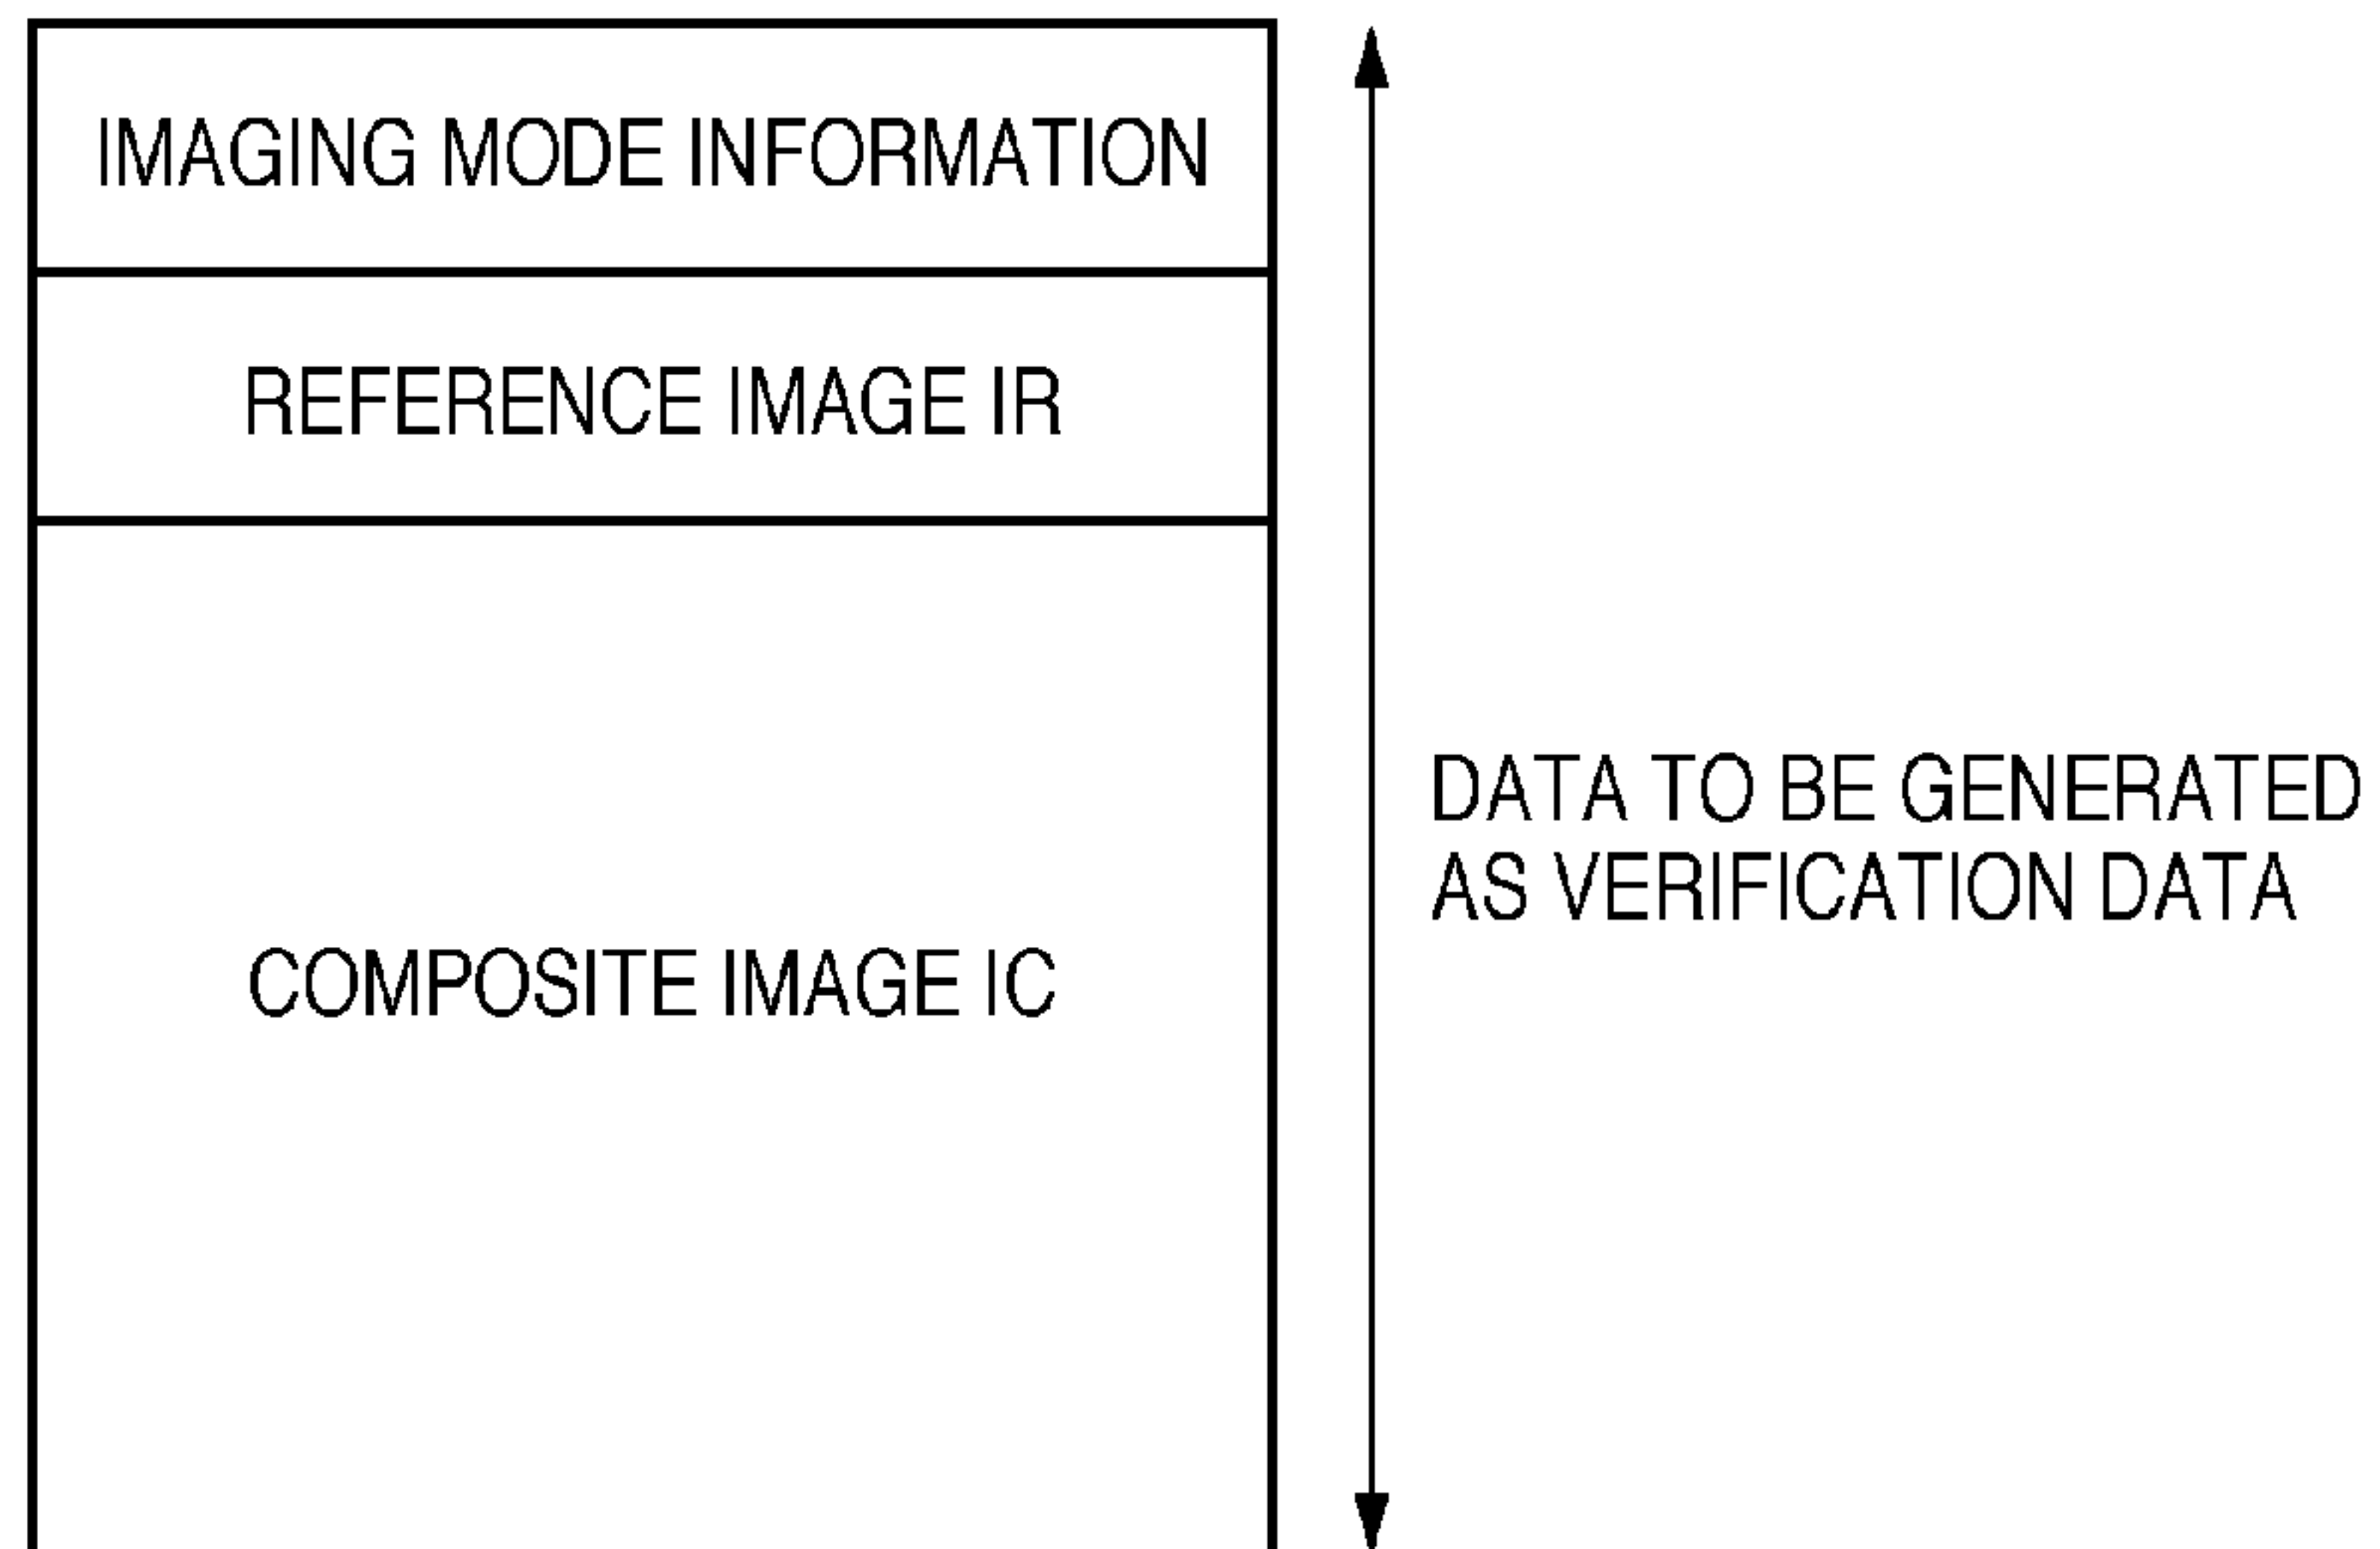 IMAGING MODE INFORMATION
REFERENCE IMAGE IR
COMPOSITE IMAGE IC
DATA TO BE GENERATED
AS VERIFICATION DATA